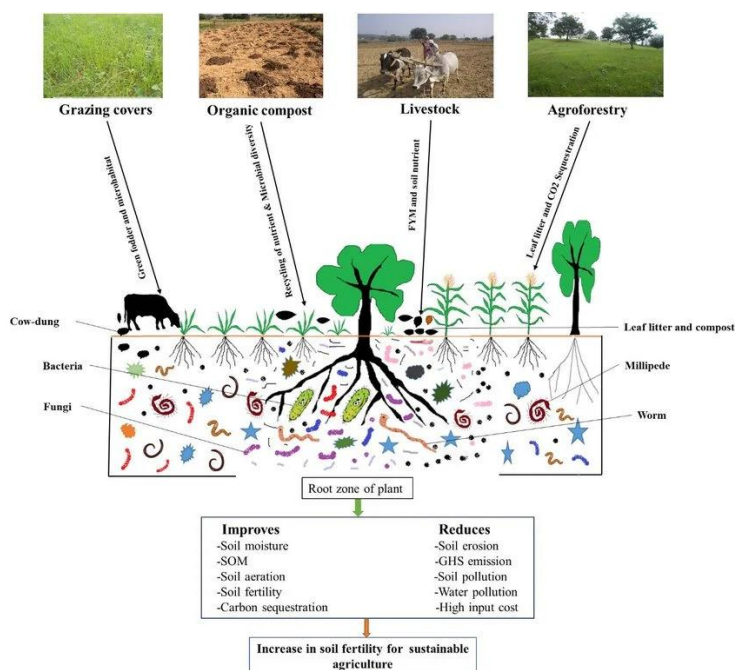 Grazing covers
Organic compost
Livestock
Agroforestry
Green fodder and microhabitat
Recycling of nutrient & Microbial diversity
FYM and soil nutrient
Leaf litter and CO2 Sequestration
Cow-dung
Leaf litter and compost
Bacteria
Millipede
Fungi
Worm
Root zone of plant
Improves
-Soil moisture
-SOM
-Soil aeration
-Soil fertility
-Carbon sequestration
Reduces
-Soil erosion
-GHS emission
-Soil pollution
-Water pollution
-High input cost
Increase in soil fertility for sustainable
agriculture